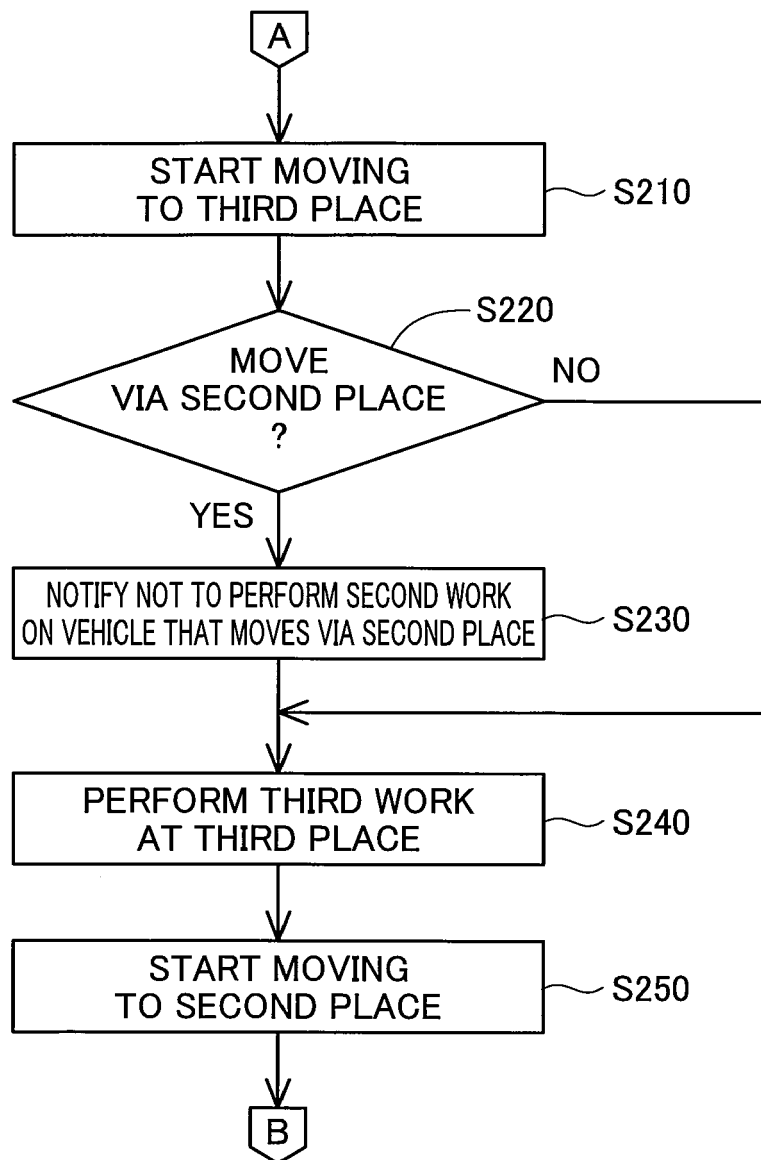 A
START MOVING
TO THIRD PLACE
S210
S220
MOVE
VIA SECOND PLACE
?
NO
YES
NOTIFY NOT TO PERFORM SECOND WORK
ON VEHICLE THAT MOVES VIA SECOND PLACE
S230
PERFORM THIRD WORK
AT THIRD PLACE
S240
START MOVING
TO SECOND PLACE
S250
B